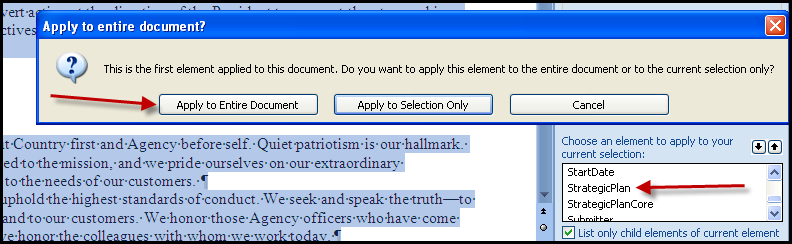 Apply to entire document?
This is the first element applied to this document. Do you want to apply this element to the entire document or to the current selection only?
Apply to Entire Document
Apply to Selection Only
Cancel
t·Country·first·and·Agency·before·self.··Quiet·patriotism·is·our·hallmark.·
ed·to·the·mission,·and·we·pride·ourselves·on·our·extraordinary·
to·the·needs·of·our·customers.·¶
uphold·the·highest·standards·of·conduct.··We·seek·and·speak·the·truth—to·
and·to·our·customers.··We·honor·those·Agency·officers·who·have·come·
ve·honor·the·colleagues·with·whom·we·work·today.·¶
Choose an element to apply to your
current selection:
StartDate
StrategicPlan
StrategicPlanCore
Submitter
List only child elements of current element